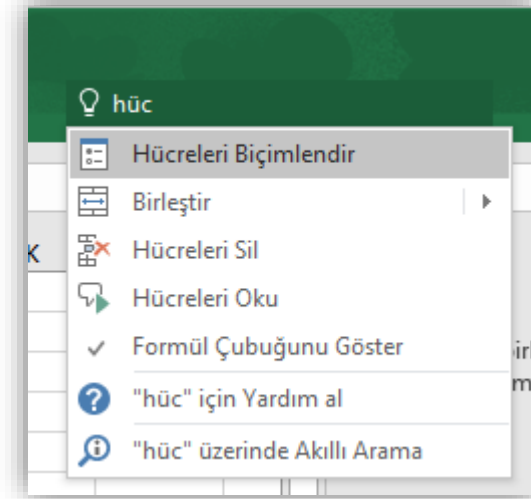 hüc
Hücreleri Biçimlendir
Birleştir
K
Hücreleri Sil
Hücreleri Oku
Formül Çubuğunu Göster
"hüc" için Yardım al
"hüc" üzerinde Akıllı Arama